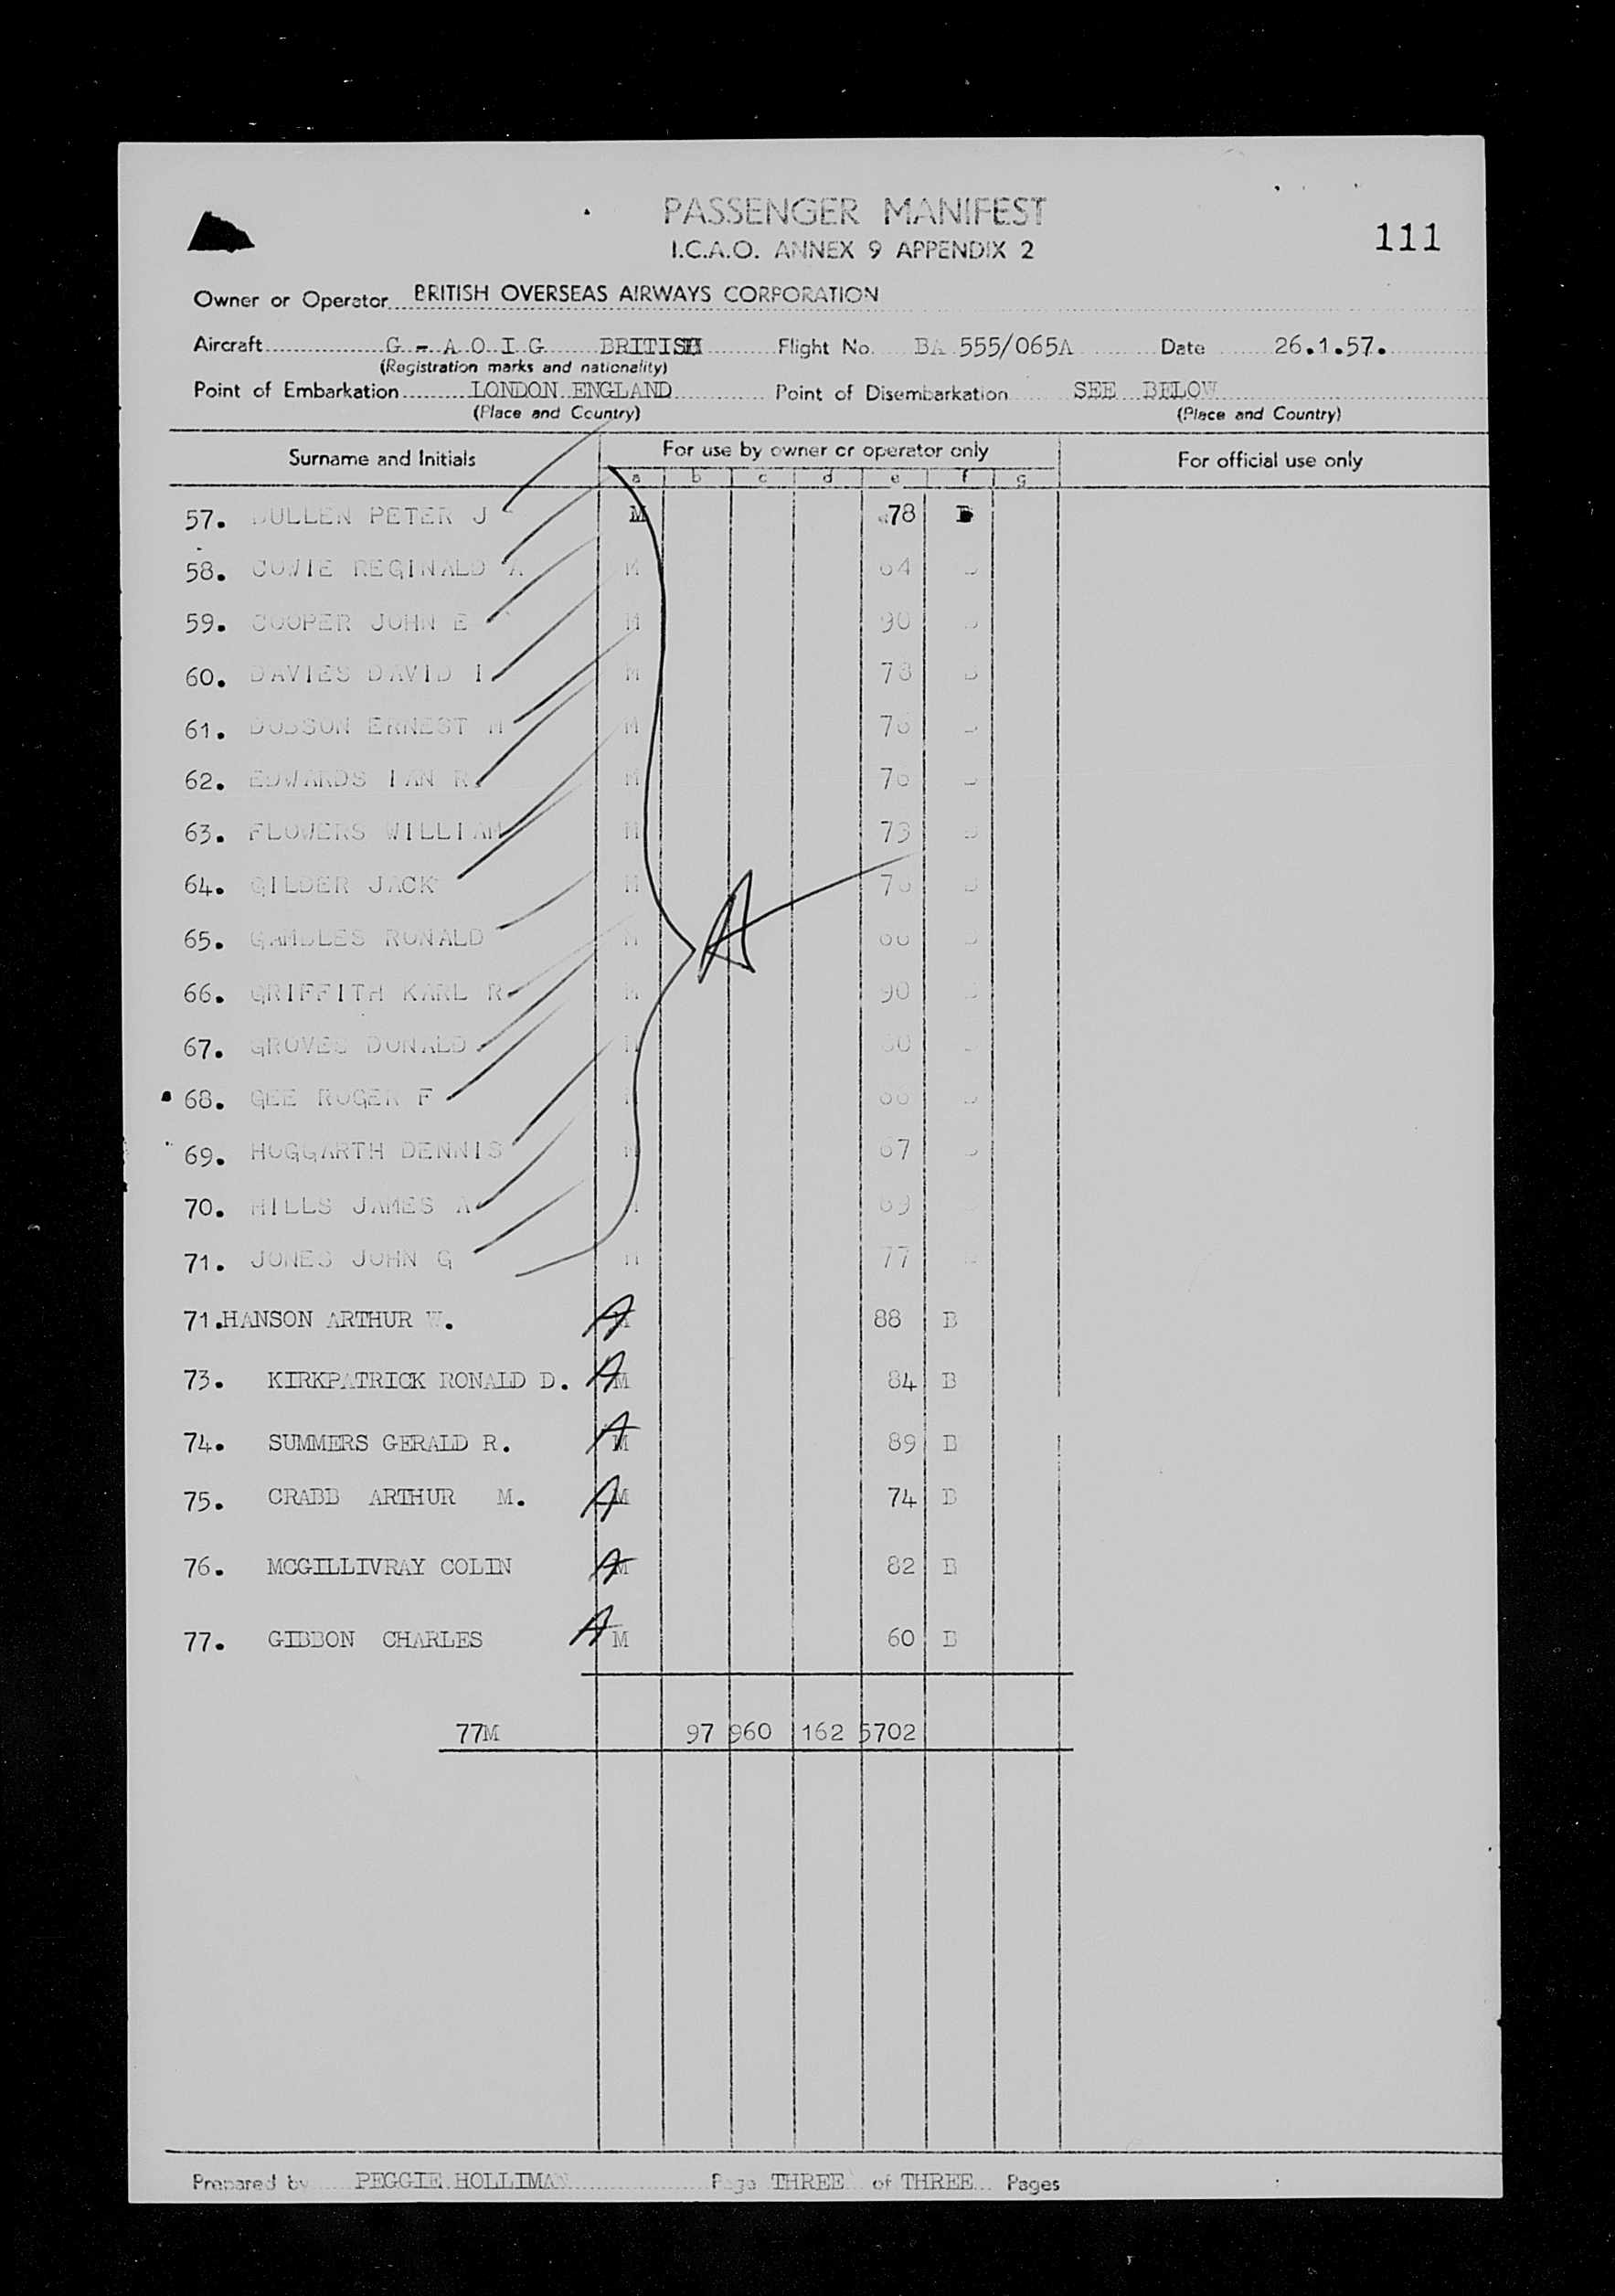 PASSENGER MANIFEST
I.C.A.O. ANNEX 9 APPENDIX 2
111
Owner or Operator BRITISH OVERSEAS AIRWAYS CORPORATION
Aircraft G - A O I G BRITISH Flight No. BA 555/065A Date 26.1.57.
(Registration marks and nationality)
Point of Embarkation LONDON ENGLAND Point of Disembarkation SEE BELOW
(Place and Country) (Place and Country)
Surname and Initials For use by owner or operator only For official use only
a b c d e f g
57. DULLEN PETER J M 78 B
58. COWIE REGINALD A M 64
59. COOPER JOHN E M 90
60. DAVIES DAVID I M 78
61. DOBSON ERNEST M
62. EDWARDS IAN R M
63. FLOWERS WILLIAM M
64. GILDER JACK M
A
65. GAMBLES RONALD M
66. GRIFFITH KARL R M 90
67. GROVES DONALD M
68. GEE ROGER F
69. HOGGARTH DENNIS M 67
70. JAMES A 69
71. JONES JOHN G M 77
71.HANSON ARTHUR W. A 88 B
73. KIRKPATRICK RONALD D. A M 84 B
74. SUMMERS GERALD R. A M 89 B
75. CRABB ARTHUR M. A M 74 B
76. MCGILLIVRAY COLIN A M 82 B
77. GIBBON CHARLES A M 60 B
77M 97 960 162 5702
Prepared by PEGGIE HOLLIMAN Page THREE of THREE Pages